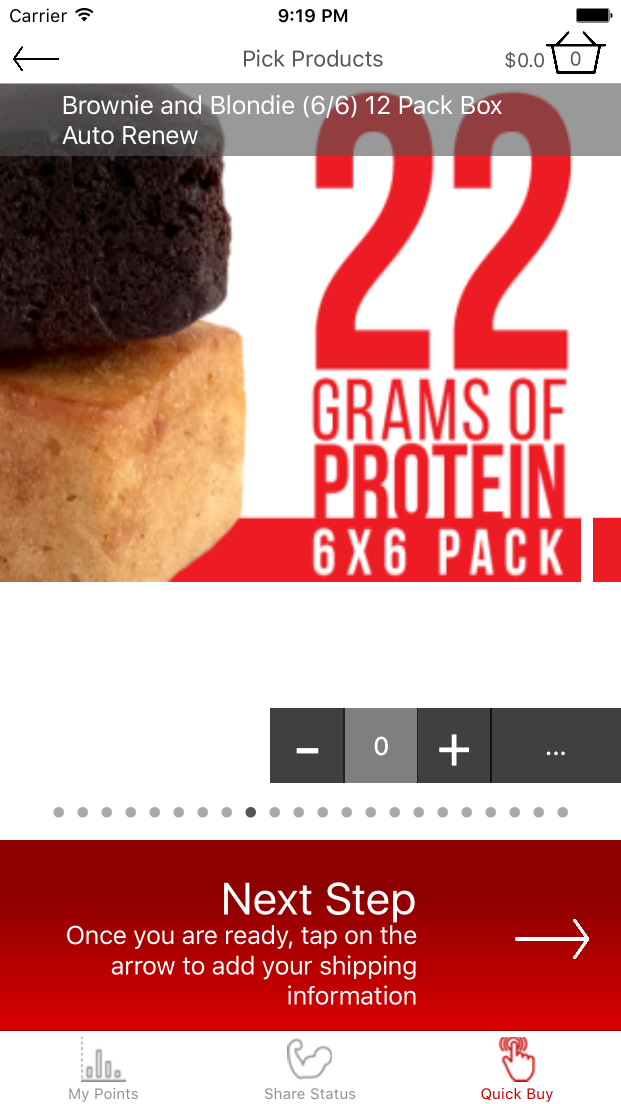 Carrier 9:19 PM
Pick Products $0.0 0
Brownie and Blondie (6/6) 12 Pack Box
Auto Renew
22
GRAMS OF
PROTEIN
6X6 PACK
- 0 + ...
Next Step
Once you are ready, tap on the
arrow to add your shipping
information
My Points Share Status Quick Buy